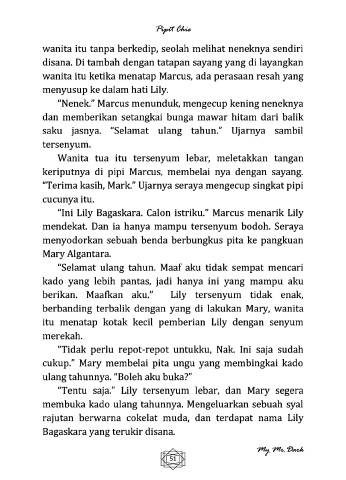 Pipit Chie
wanita itu tanpa berkedip, seolah melihat neneknya sendiri
disana. Di tambah dengan tatapan sayang yang di layangkan
wanita itu ketika menatap Marcus, ada perasaan resah yang
menyusup ke dalam hati Lily.
“Nenek.” Marcus menunduk, mengecup kening neneknya
dan memberikan setangkai bunga mawar hitam dari balik
saku jasnya. “Selamat ulang tahun.” Ujarnya sambil
tersenyum.
Wanita tua itu tersenyum lebar, meletakkan tangan
keriputnya di pipi Marcus, membelai nya dengan sayang.
“Terima kasih, Mark.” Ujarnya seraya mengecup singkat pipi
cucunya itu.
“Ini Lily Bagaskara. Calon istriku.” Marcus menarik Lily
mendekat. Dan ia hanya mampu tersenyum bodoh. Seraya
menyodorkan sebuah benda berbungkus pita ke pangkuan
Mary Algantara.
“Selamat ulang tahun. Maaf aku tidak sempat mencari
kado yang lebih pantas, jadi hanya ini yang mampu aku
berikan. Maafkan aku.” Lily tersenyum tidak enak,
berbanding terbalik dengan yang di lakukan Mary, wanita
itu menatap kotak kecil pemberian Lily dengan senyum
merekah.
“Tidak perlu repot-repot untukku, Nak. Ini saja sudah
cukup.” Mary membelai pita ungu yang membingkai kado
ulang tahunnya. “Boleh aku buka?”
“Tentu saja.” Lily tersenyum lebar, dan Mary segera
membuka kado ulang tahunnya. Mengeluarkan sebuah syal
rajutan berwarna cokelat muda, dan terdapat nama Lily
Bagaskara yang terukir disana.
My Mr. Dark
51